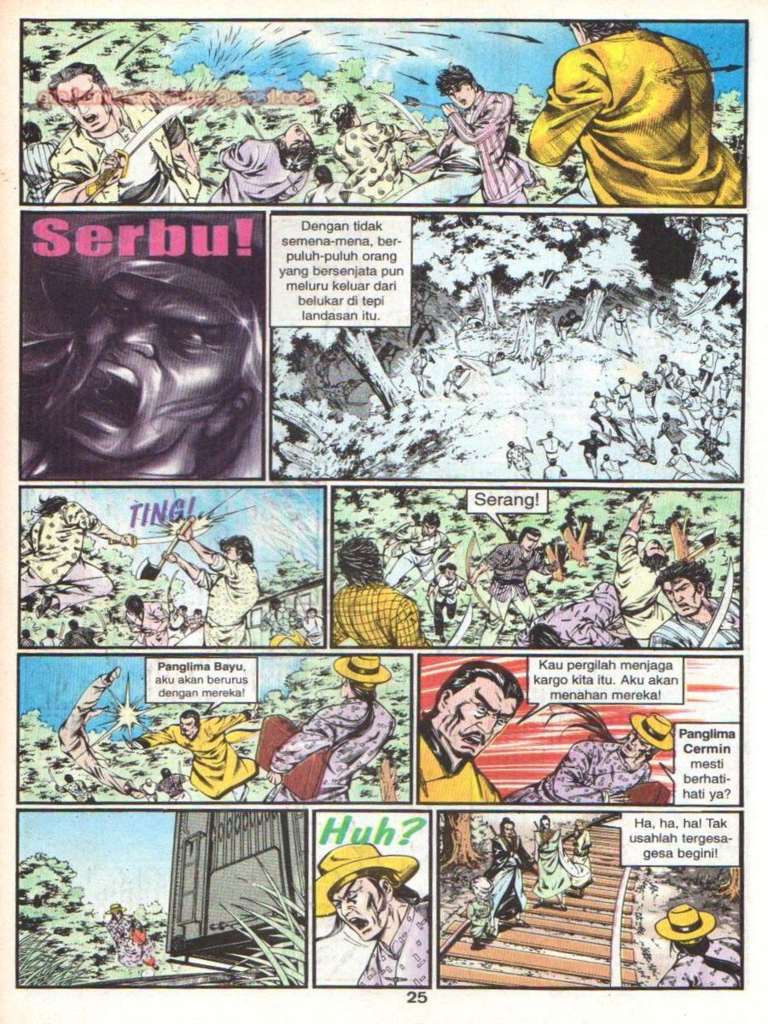 Serbu!
Dengan tidak
semena-mena, ber-
puluh-puluh orang
yang bersenjata pun
meluru keluar dari
belukar di tepi
landasan itu.
TING!
Serang!
Panglima Bayu,
aku akan berurus
dengan mereka!
Kau pergilah menjaga
kargo kita itu. Aku akan
menahan mereka!
Panglima
Cermin
mesti
berhati-
hati ya?
Huh?
Ha, ha, ha! Tak
usahlah tergesa-
gesa begini!
25